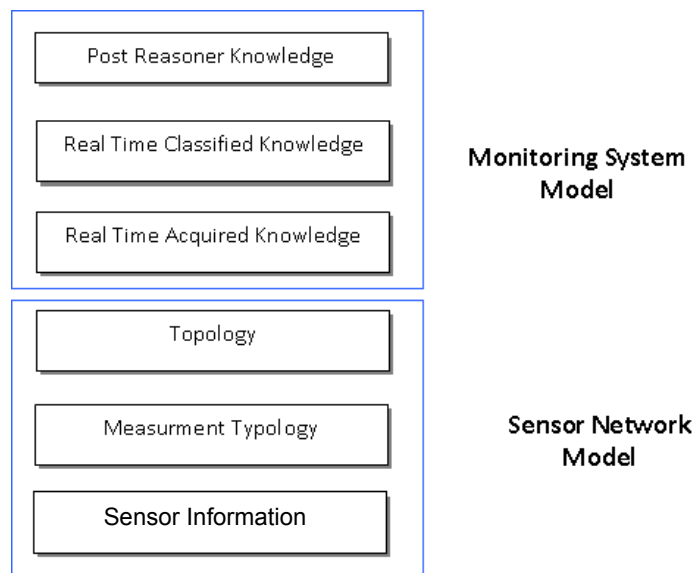 Post Reasoner Knowledge
Real Time Classified Knowledge
Real Time Acquired Knowledge
Monitoring System
Model
Topology
Measurment Typology
Sensor Information
Sensor Network
Model